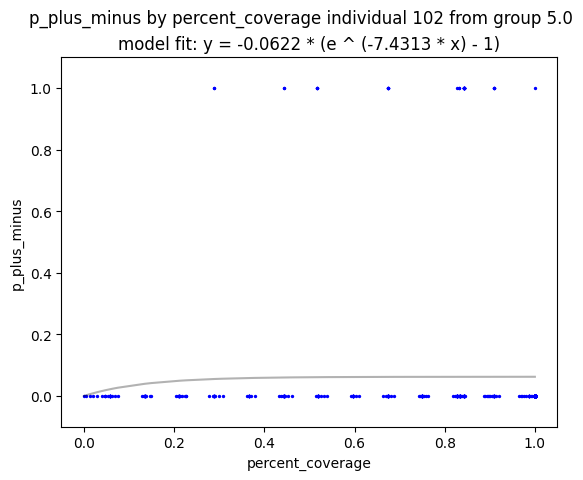 p_plus_minus by percent_coverage individual 102 from group 5.0
model fit: y = -0.0622 * (e ^ (-7.4313 * x) - 1)
1.0
0.8
0.6
0.4
0.2
0.0
p_plus_minus
0.0 0.2 0.4 0.6 0.8 1.0
percent_coverage